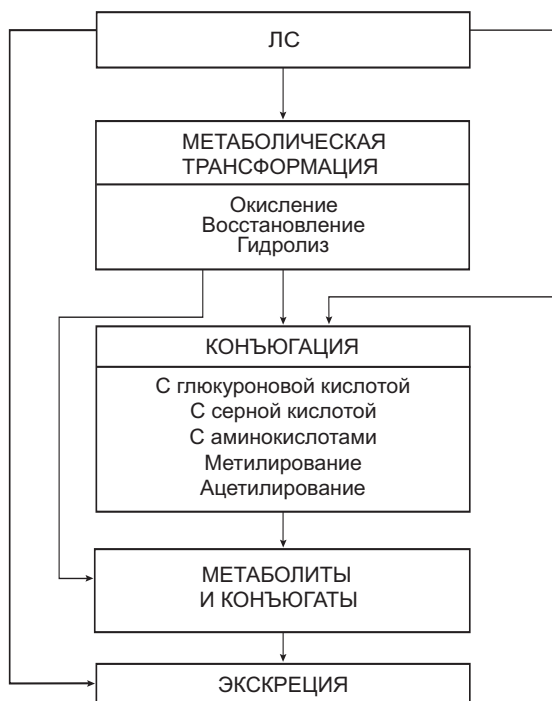 ЛС
МЕТАБОЛИЧЕСКАЯ
ТРАНСФОРМАЦИЯ
Окисление
Восстановление
Гидролиз
КОНЪЮГАЦИЯ
С глюкуроновой кислотой
С серной кислотой
С аминокислотами
Метилирование
Ацетилирование
МЕТАБОЛИТЫ
И КОНЪЮГАТЫ
ЭКСКРЕЦИЯ